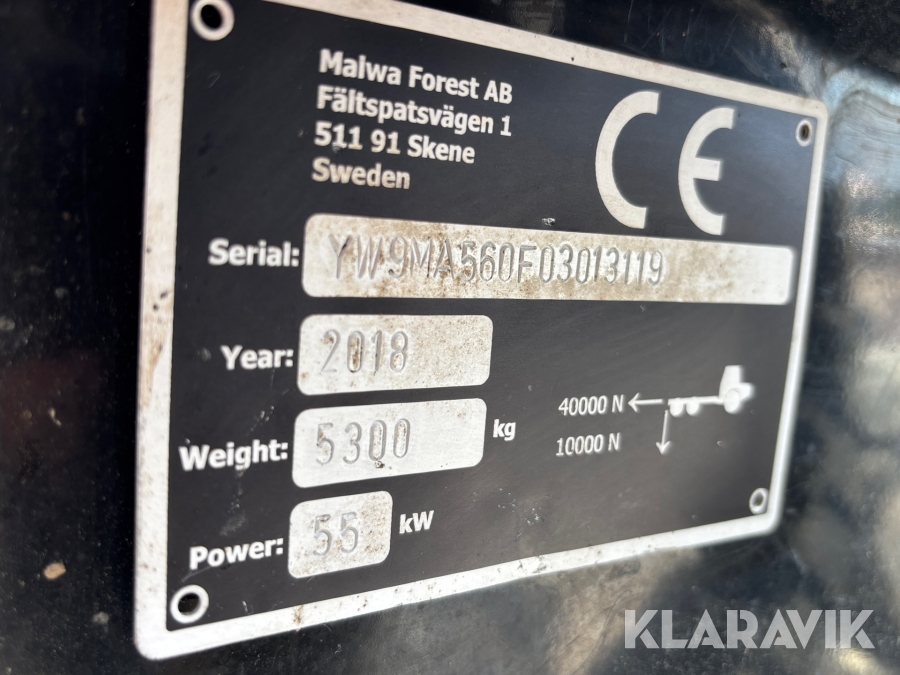 Malwa Forest AB
Fältspatsvägen 1
511 91 Skene
Sweden
CE
Serial: YW9MA560F03013119
Year: 2018
Weight: 5300 kg
Power: 55 kW
40000 N
10000 N
KLARAVIK